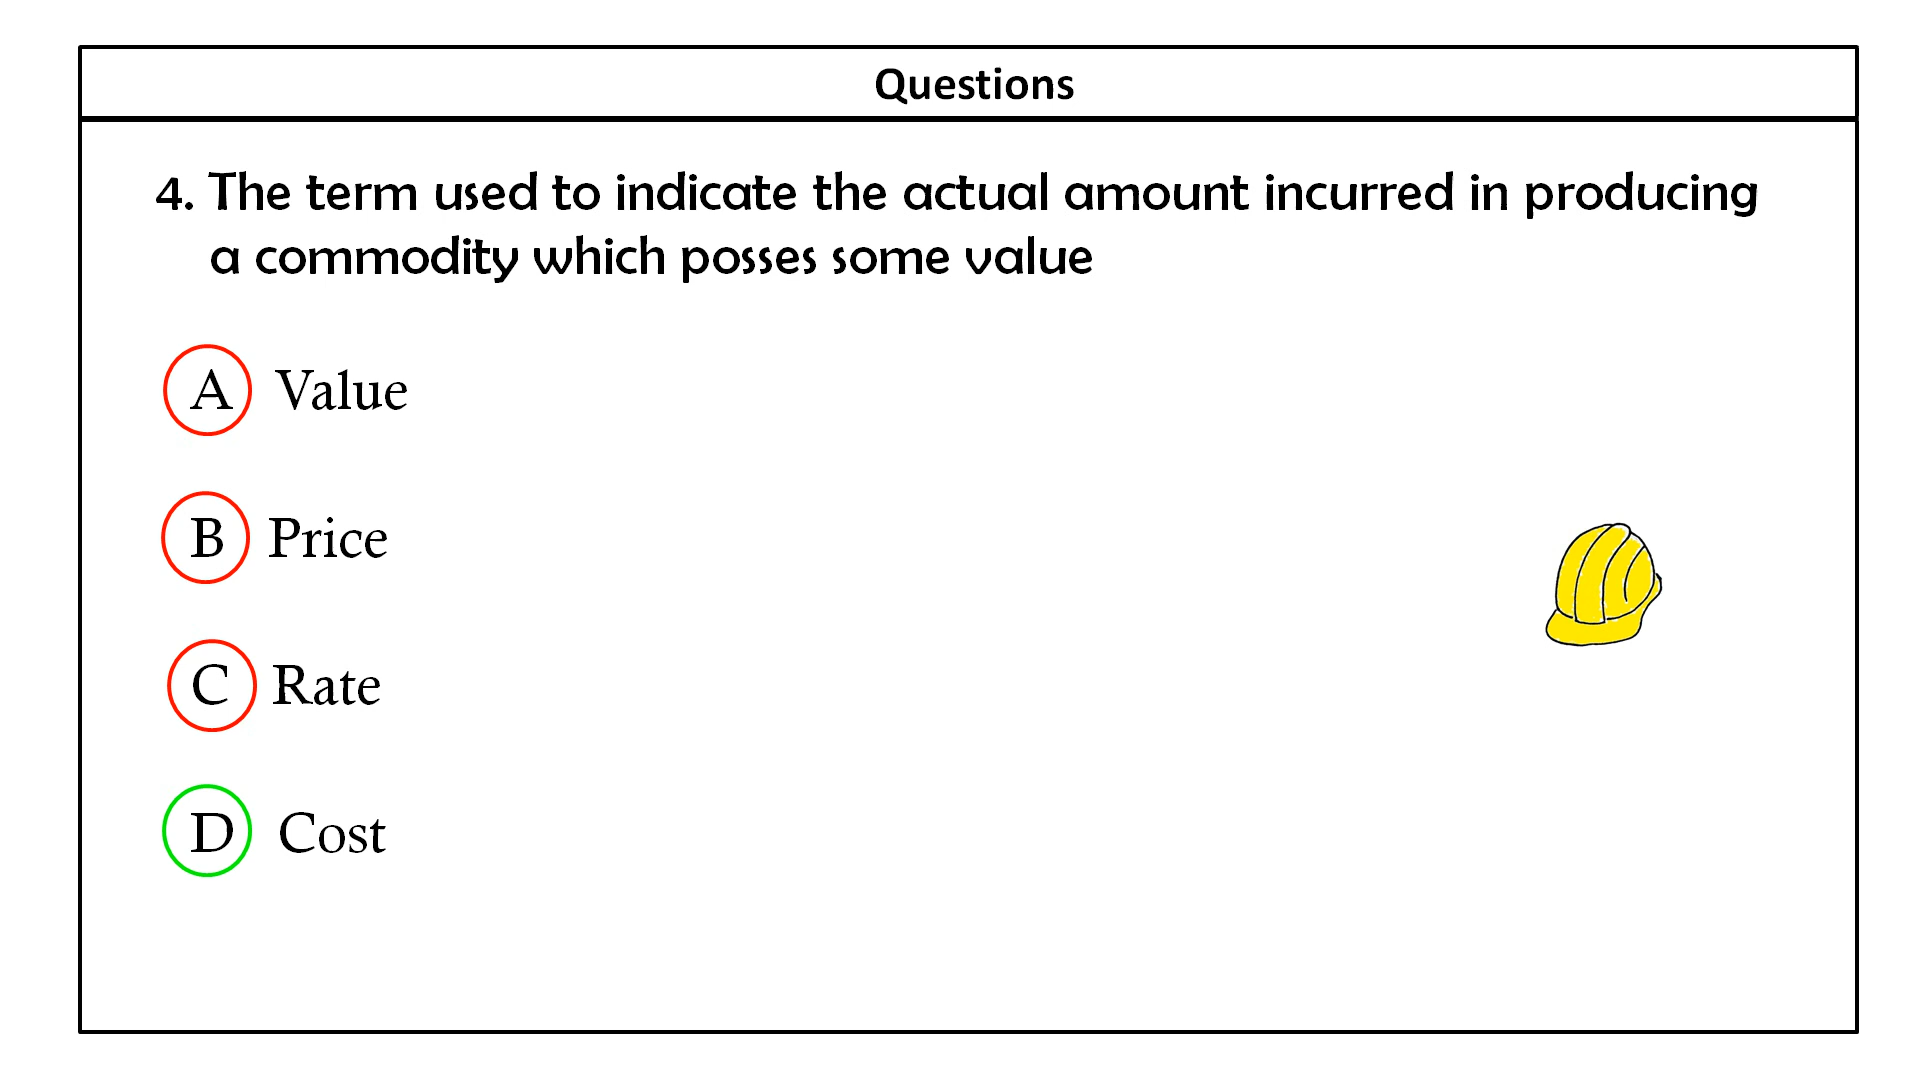 Questions
4. The term used to indicate the actual amount incurred in producing
a commodity which posses some value
A Value
B Price
C Rate
D Cost